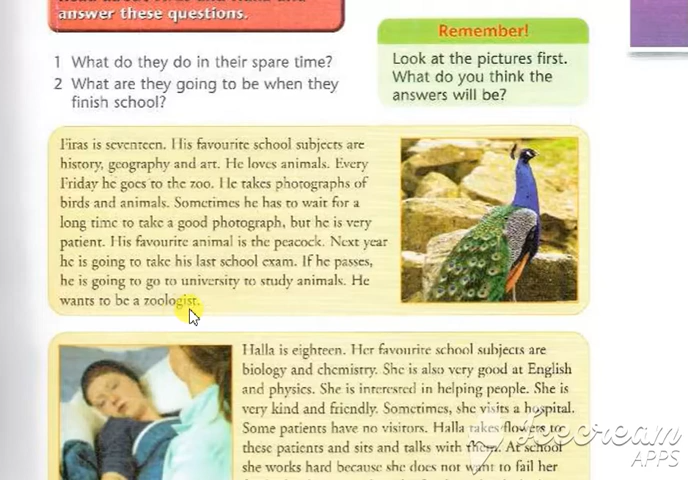 answer these questions.
Remember!
1 What do they do in their spare time?
2 What are they going to be when they
finish school?
Look at the pictures first.
What do you think the
answers will be?
Firas is seventeen. His favourite school subjects are
history, geography and art. He loves animals. Every
Friday he goes to the zoo. He takes photographs of
birds and animals. Sometimes he has to wait for a
long time to take a good photograph, but he is very
patient. His favourite animal is the peacock. Next year
he is going to take his last school exam. If he passes,
he is going to go to university to study animals. He
wants to be a zoologist.
Halla is eighteen. Her favourite school subjects are
biology and chemistry. She is also very good at English
and physics. She is interested in helping people. She is
very kind and friendly. Sometimes, she visits a hospital.
Some patients have no visitors. Halla takes flowers to
these patients and sits and talks with them. At school
she works hard because she does not want to fail her
Icecream
APPS